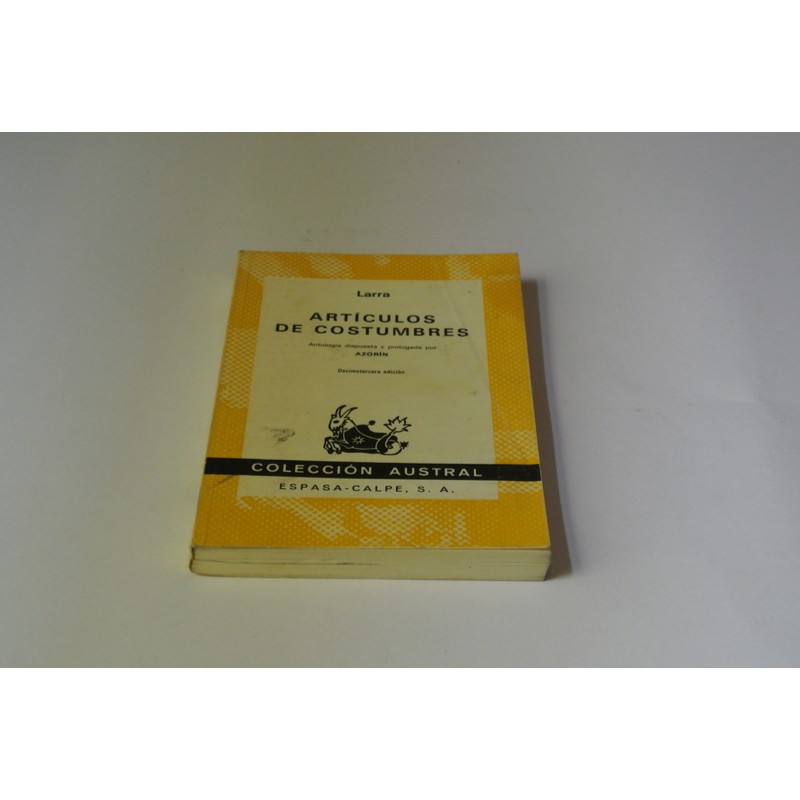 Larra
ARTÍCULOS
DE COSTUMBRES
Antología dispuesta y prologada por
AZORÍN
Decimotercera edición
COLECCIÓN AUSTRAL
ESPASA-CALPE, S. A.